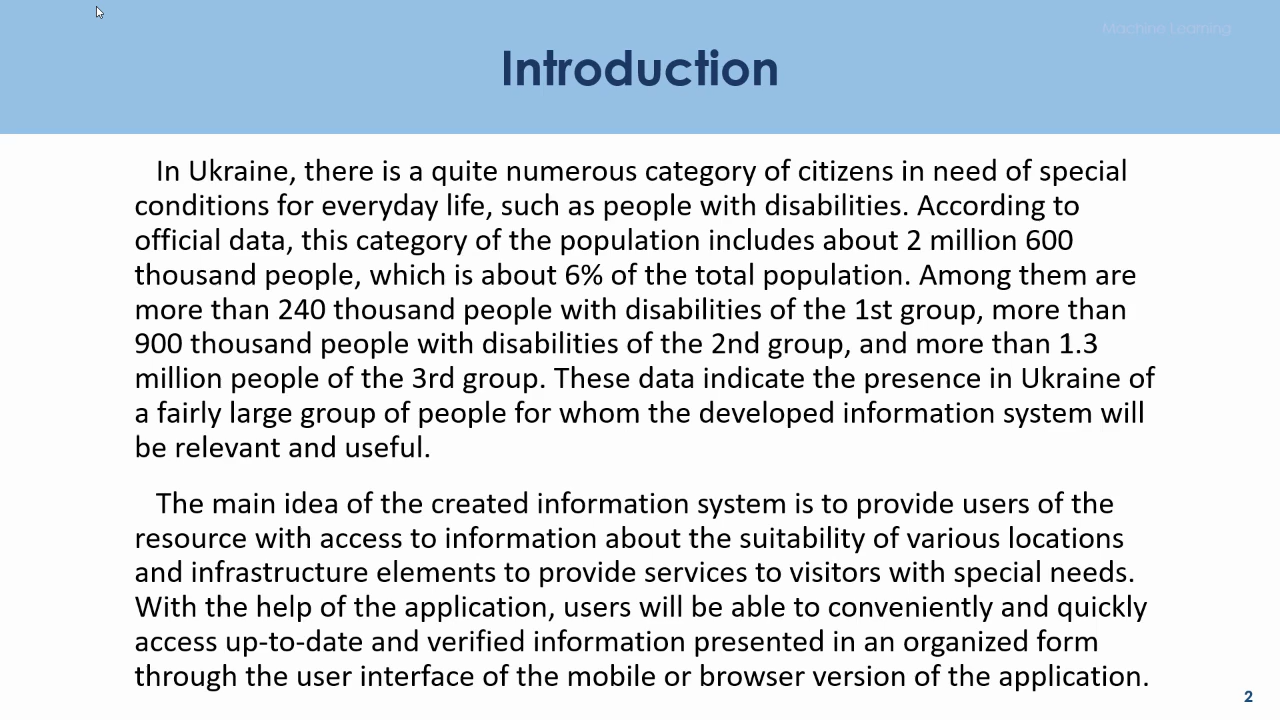 Machine Learning
Introduction
In Ukraine, there is a quite numerous category of citizens in need of special
conditions for everyday life, such as people with disabilities. According to
official data, this category of the population includes about 2 million 600
thousand people, which is about 6% of the total population. Among them are
more than 240 thousand people with disabilities of the 1st group, more than
900 thousand people with disabilities of the 2nd group, and more than 1.3
million people of the 3rd group. These data indicate the presence in Ukraine of
a fairly large group of people for whom the developed information system will
be relevant and useful.
The main idea of the created information system is to provide users of the
resource with access to information about the suitability of various locations
and infrastructure elements to provide services to visitors with special needs.
With the help of the application, users will be able to conveniently and quickly
access up-to-date and verified information presented in an organized form
through the user interface of the mobile or browser version of the application.
2